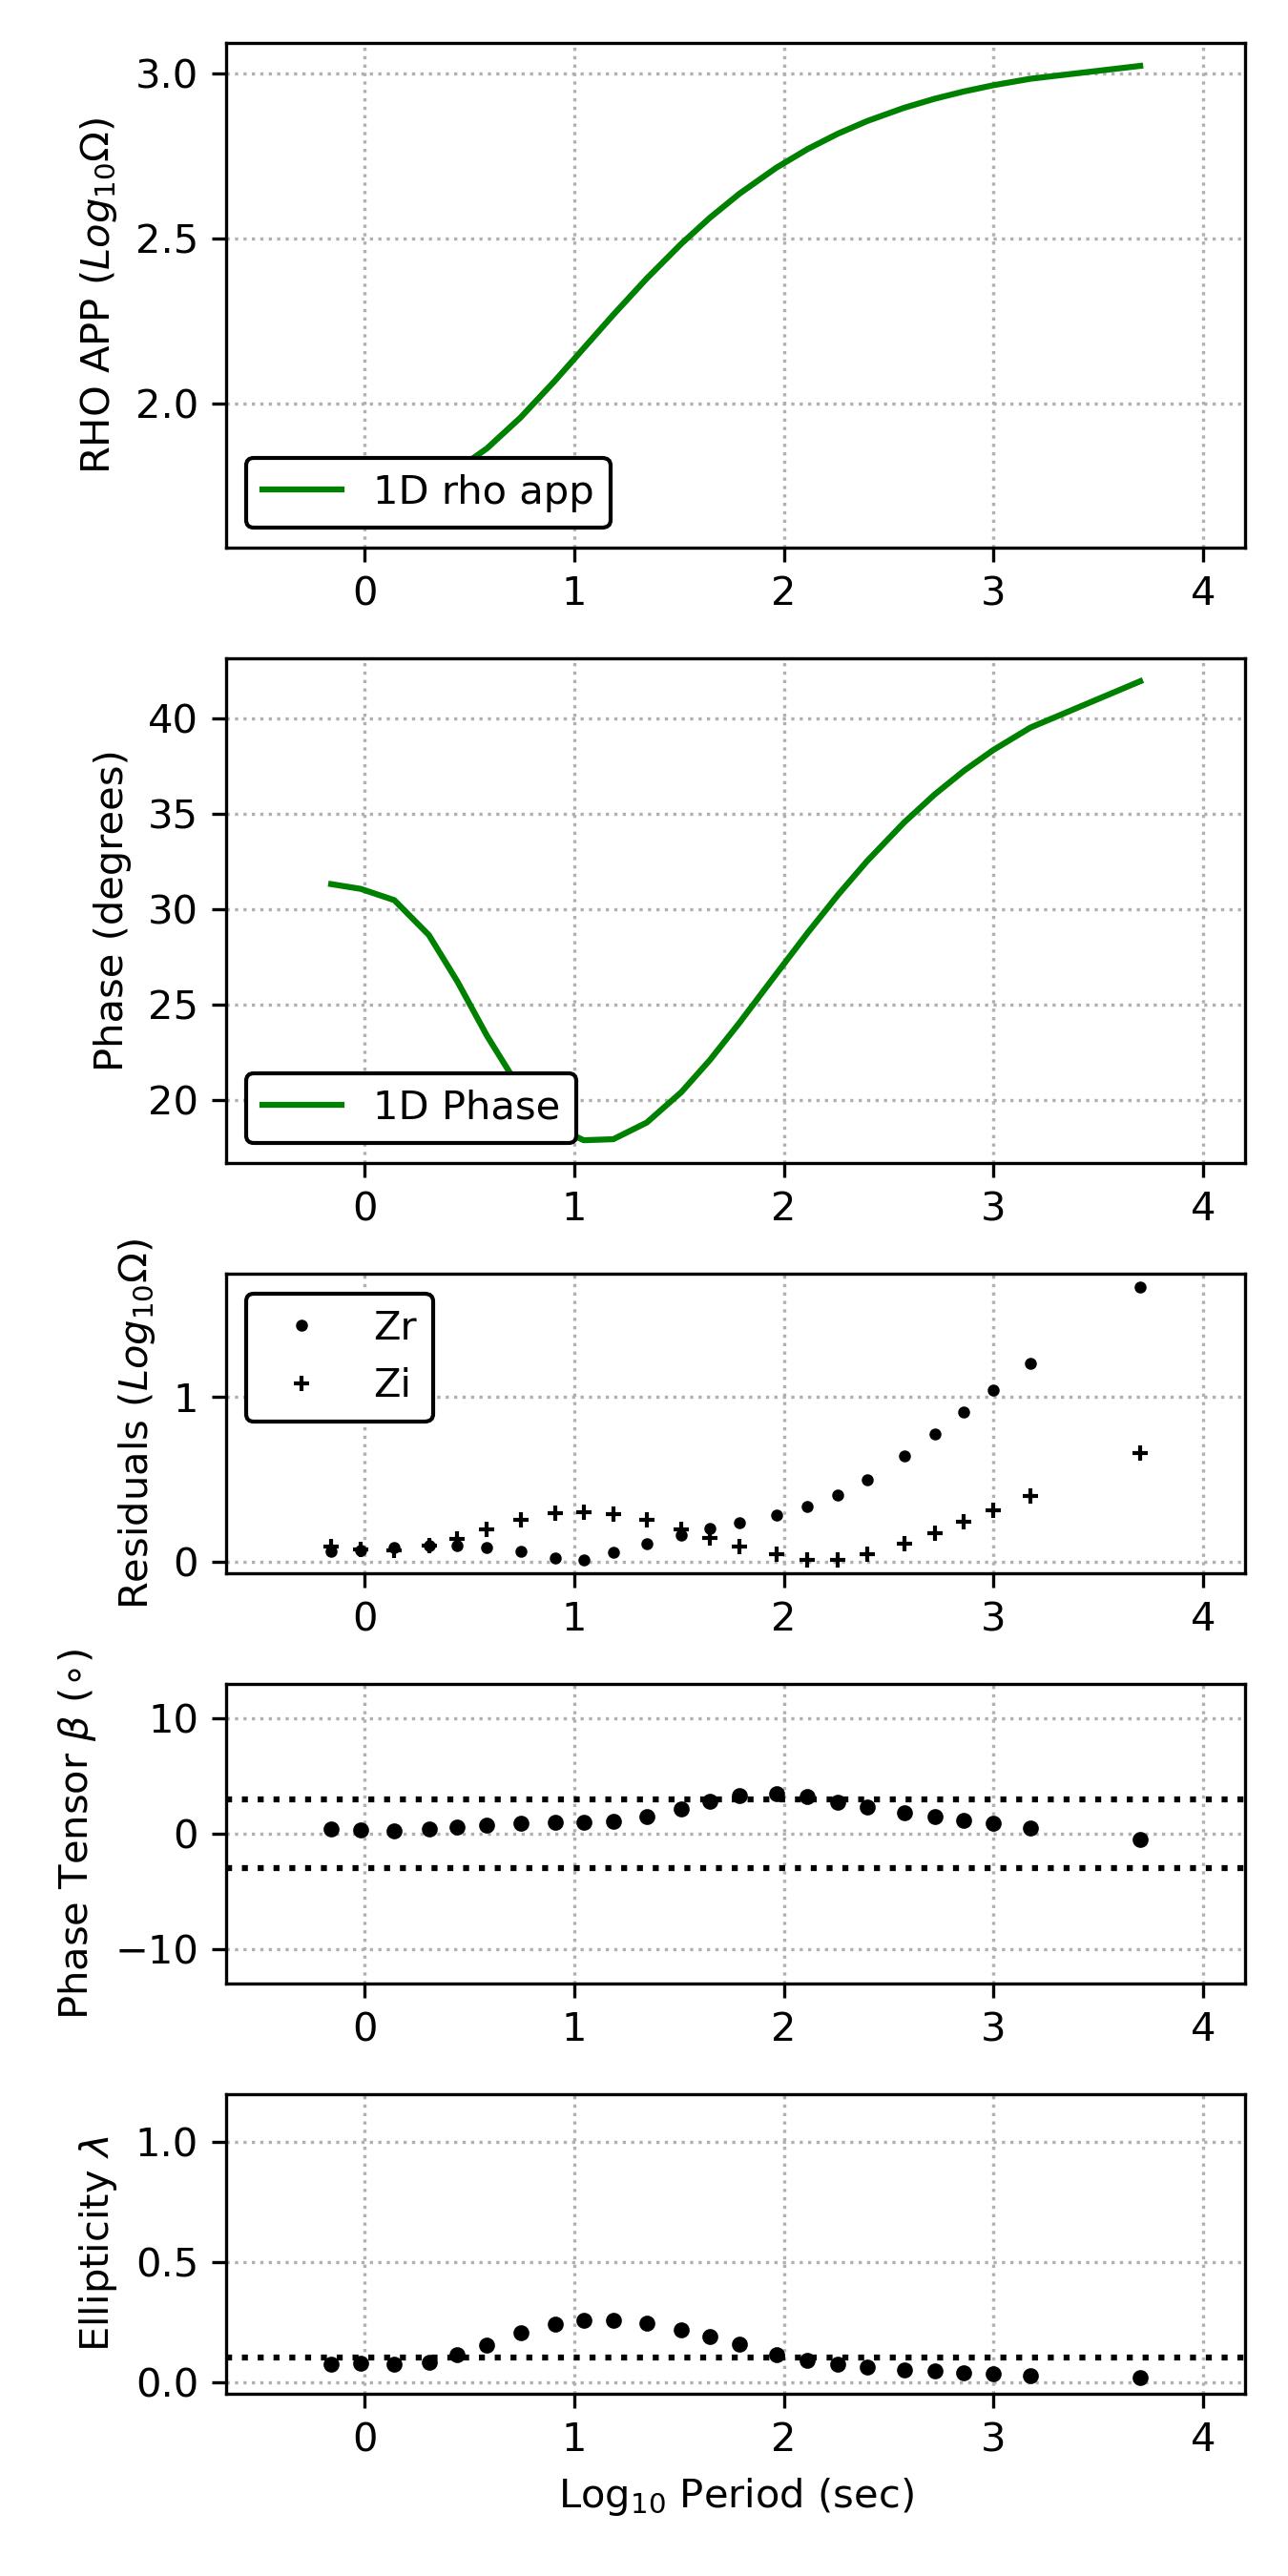 RHO APP (Log₁₀Ω)
3.0
2.5
2.0
1D rho app
0 1 2 3 4
Phase (degrees)
40
35
30
25
20
1D Phase
0 1 2 3 4
Residuals (Log₁₀Ω)
1
0
Zr
Zi
0 1 2 3 4
Phase Tensor β (∘)
10
0
−10
0 1 2 3 4
Ellipticity λ
1.0
0.5
0.0
0 1 2 3 4
Log₁₀ Period (sec)